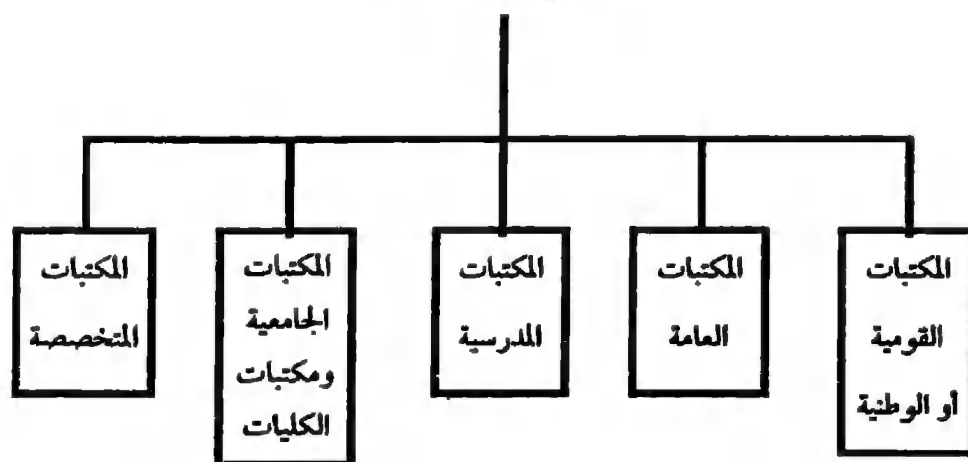 المكتبات
القومية
أو الوطنية
المكتبات
العامة
المكتبات
المدرسية
المكتبات
الجامعية
ومكتبات
الكليات
المكتبات
المتخصصة